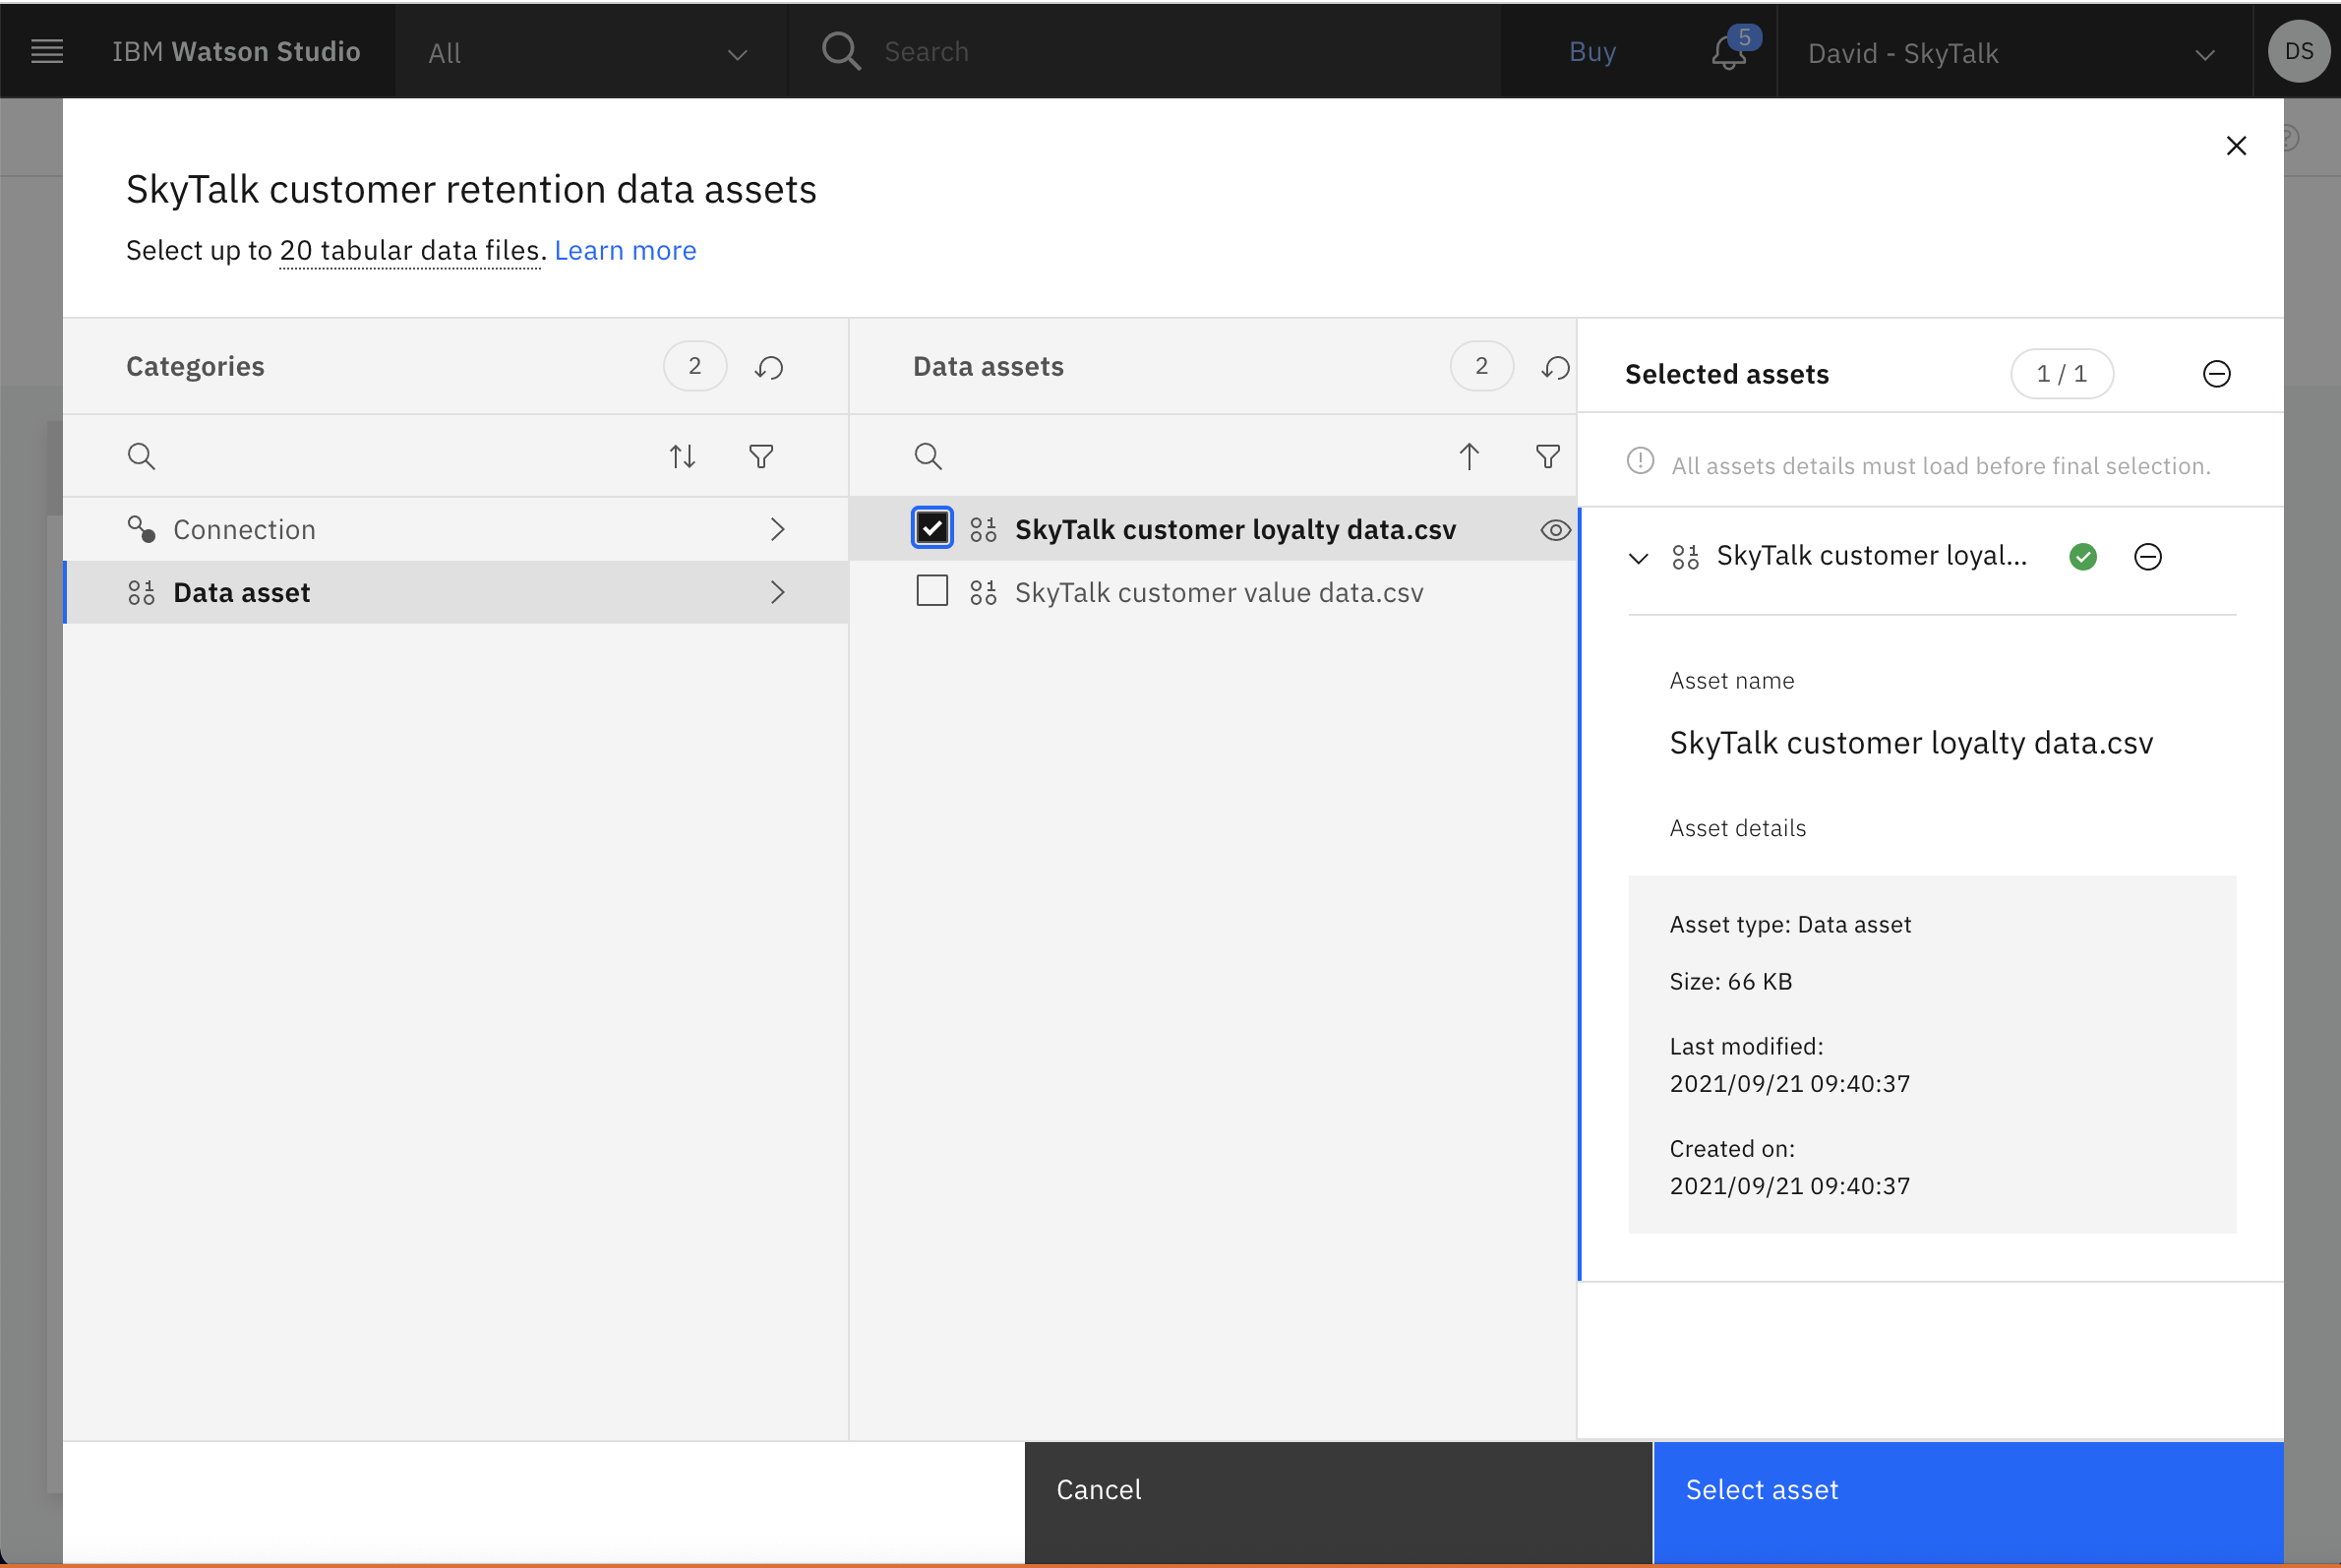 IBM Watson Studio
All
Search
Buy
5
David - SkyTalk
DS
SkyTalk customer retention data assets
Select up to 20 tabular data files. Learn more
Categories
2
Connection
Data asset
Data assets
2
SkyTalk customer loyalty data.csv
SkyTalk customer value data.csv
Selected assets
1 / 1
All assets details must load before final selection.
SkyTalk customer loyal...
Asset name
SkyTalk customer loyalty data.csv
Asset details
Asset type: Data asset
Size: 66 KB
Last modified:
2021/09/21 09:40:37
Created on:
2021/09/21 09:40:37
Cancel
Select asset